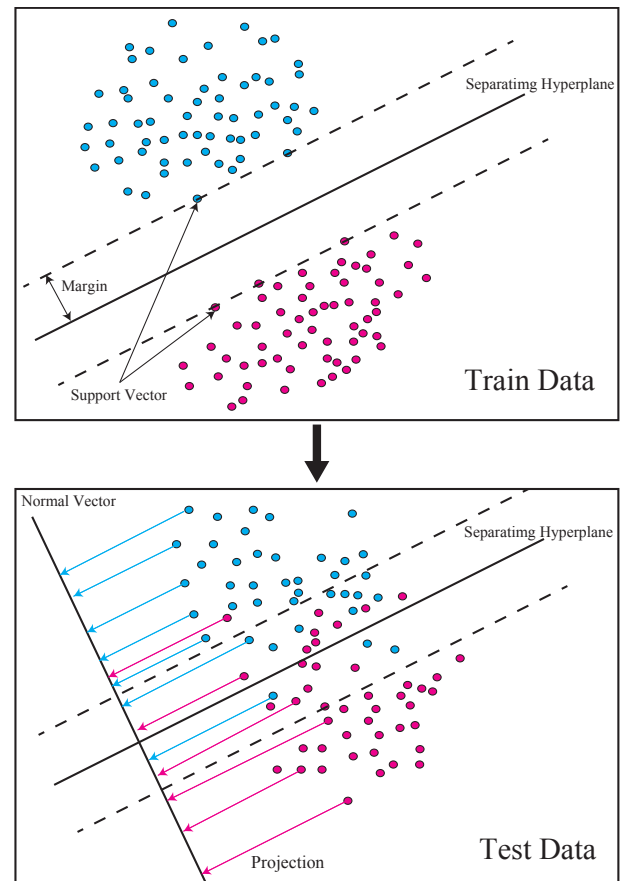 Separatimg Hyperplane
Margin
Support Vector
Train Data
Normal Vector
Separatimg Hyperplane
Projection
Test Data